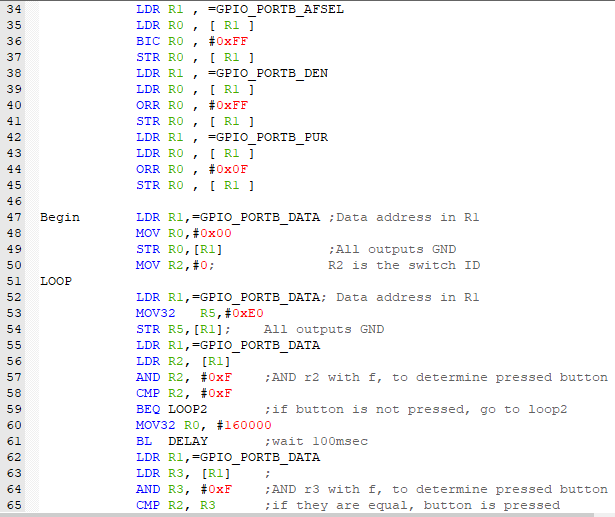 34 LDR R1 , =GPIO_PORTB_AFSEL
35 LDR R0 , [ R1 ]
36 BIC R0 , #0xFF
37 STR R0 , [ R1 ]
38 LDR R1 , =GPIO_PORTB_DEN
39 LDR R0 , [ R1 ]
40 ORR R0 , #0xFF
41 STR R0 , [ R1 ]
42 LDR R1 , =GPIO_PORTB_PUR
43 LDR R0 , [ R1 ]
44 ORR R0 , #0x0F
45 STR R0 , [ R1 ]
46
47 Begin LDR R1,=GPIO_PORTB_DATA ;Data address in R1
48 MOV R0,#0x00
49 STR R0,[R1] ;All outputs GND
50 MOV R2,#0; R2 is the switch ID
51 LOOP
52 LDR R1,=GPIO_PORTB_DATA; Data address in R1
53 MOV32 R5,#0xE0
54 STR R5,[R1]; All outputs GND
55 LDR R1,=GPIO_PORTB_DATA
56 LDR R2, [R1]
57 AND R2, #0xF ;AND r2 with f, to determine pressed button
58 CMP R2, #0xF
59 BEQ LOOP2 ;if button is not pressed, go to loop2
60 MOV32 R0, #160000
61 BL DELAY ;wait 100msec
62 LDR R1,=GPIO_PORTB_DATA
63 LDR R3, [R1] ;
64 AND R3, #0xF ;AND r3 with f, to determine pressed button
65 CMP R2, R3 ;if they are equal, button is pressed